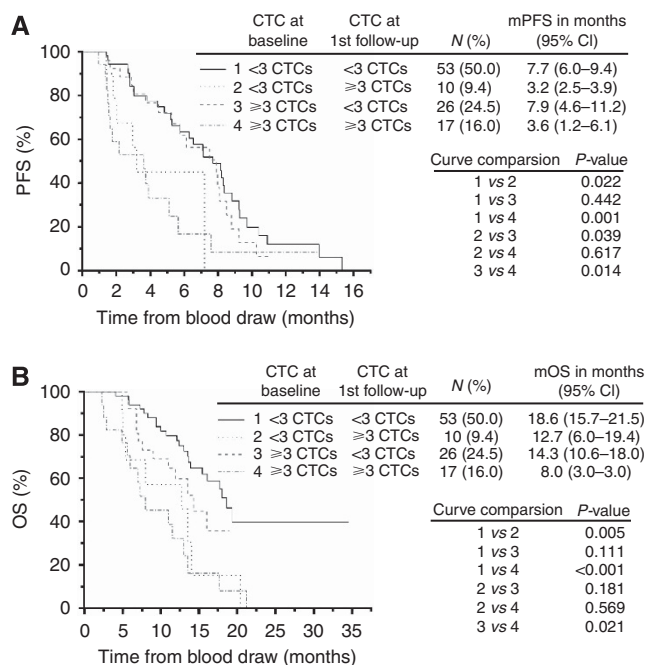 A
CTC at CTC at mPFS in months
baseline 1st follow-up N (%) (95% CI)
1 <3 CTCs <3 CTCs 53 (50.0) 7.7 (6.0–9.4)
2 <3 CTCs ⩾3 CTCs 10 (9.4) 3.2 (2.5–3.9)
3 ⩾3 CTCs <3 CTCs 26 (24.5) 7.9 (4.6–11.2)
4 ⩾3 CTCs ⩾3 CTCs 17 (16.0) 3.6 (1.2–6.1)
Curve comparsion P-value
1 vs 2 0.022
1 vs 3 0.442
1 vs 4 0.001
2 vs 3 0.039
2 vs 4 0.617
3 vs 4 0.014
PFS (%)
100
80
60
40
20
0
0 2 4 6 8 10 12 14 16
Time from blood draw (months)
B
CTC at CTC at mOS in months
baseline 1st follow-up N (%) (95% CI)
1 <3 CTCs <3 CTCs 53 (50.0) 18.6 (15.7–21.5)
2 <3 CTCs ⩾3 CTCs 10 (9.4) 12.7 (6.0–19.4)
3 ⩾3 CTCs <3 CTCs 26 (24.5) 14.3 (10.6–18.0)
4 ⩾3 CTCs ⩾3 CTCs 17 (16.0) 8.0 (3.0–3.0)
Curve comparsion P-value
1 vs 2 0.005
1 vs 3 0.111
1 vs 4 <0.001
2 vs 3 0.181
2 vs 4 0.569
3 vs 4 0.021
OS (%)
100
80
60
40
20
0
0 5 10 15 20 25 30 35
Time from blood draw (months)